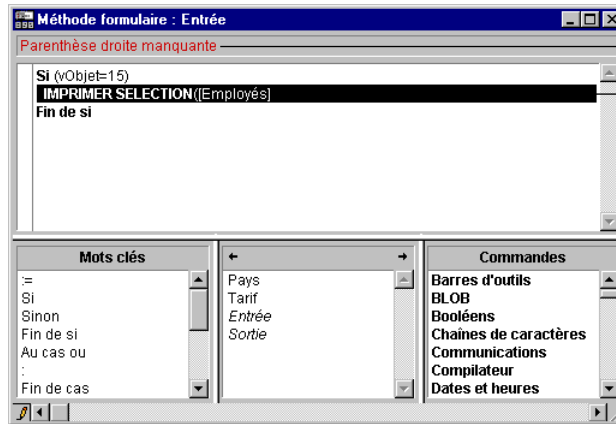 Méthode formulaire : Entrée
Parenthèse droite manquante
Si (vObjet=15)
IMPRIMER SELECTION([Employés]
Fin de si
Mots clés
:=
Si
Sinon
Fin de si
Au cas ou
:
Fin de cas
← →
Pays
Tarif
Entrée
Sortie
Commandes
Barres d'outils
BLOB
Booléens
Chaînes de caractères
Communications
Compilateur
Dates et heures